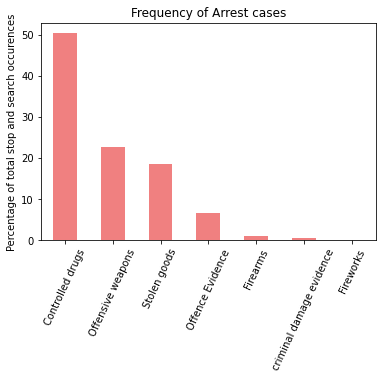 Frequency of Arrest cases
Percentage of total stop and search occurences
50
40
30
20
10
0
Controlled drugs
Offensive weapons
Stolen goods
Offence Evidence
Firearms
criminal damage evidence
Fireworks